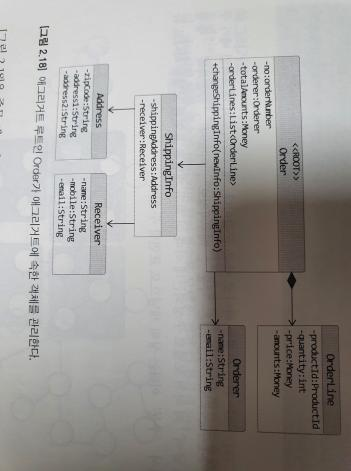 <<ROOT>>
Order
-no:orderNumber
-orderer:Orderer
-totalAmounts:Money
-orderLines:List<OrderLine>
+changeShippingInfo(newInfo:ShippingInfo)
OrderLine
-productId:ProductId
-quantity:int
-price:Money
-amounts:Money
Orderer
-name:String
-email:String
ShippingInfo
-shippingAddress:Address
-receiver:Receiver
Address
-zipCode:String
-address1:String
-address2:String
Receiver
-name:String
-mobile:String
-email:String
[그림 2.18] 애그리거트 루트인 Order가 애그리거트에 속한 객체를 관리한다.